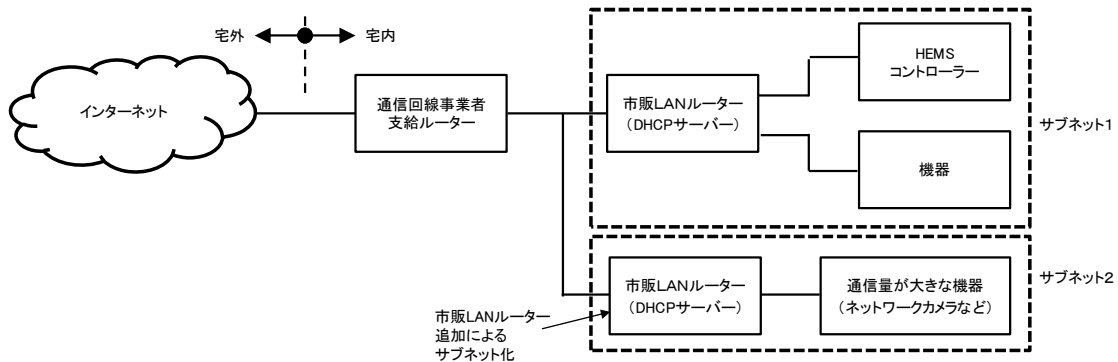 宅外
宅内
インターネット
通信回線事業者
支給ルーター
市販LANルーター
(DHCPサーバー)
HEMS
コントローラー
機器
サブネット1
市販LANルーター
(DHCPサーバー)
通信量が大きな機器
(ネットワークカメラなど)
サブネット2
市販LANルーター
追加による
サブネット化